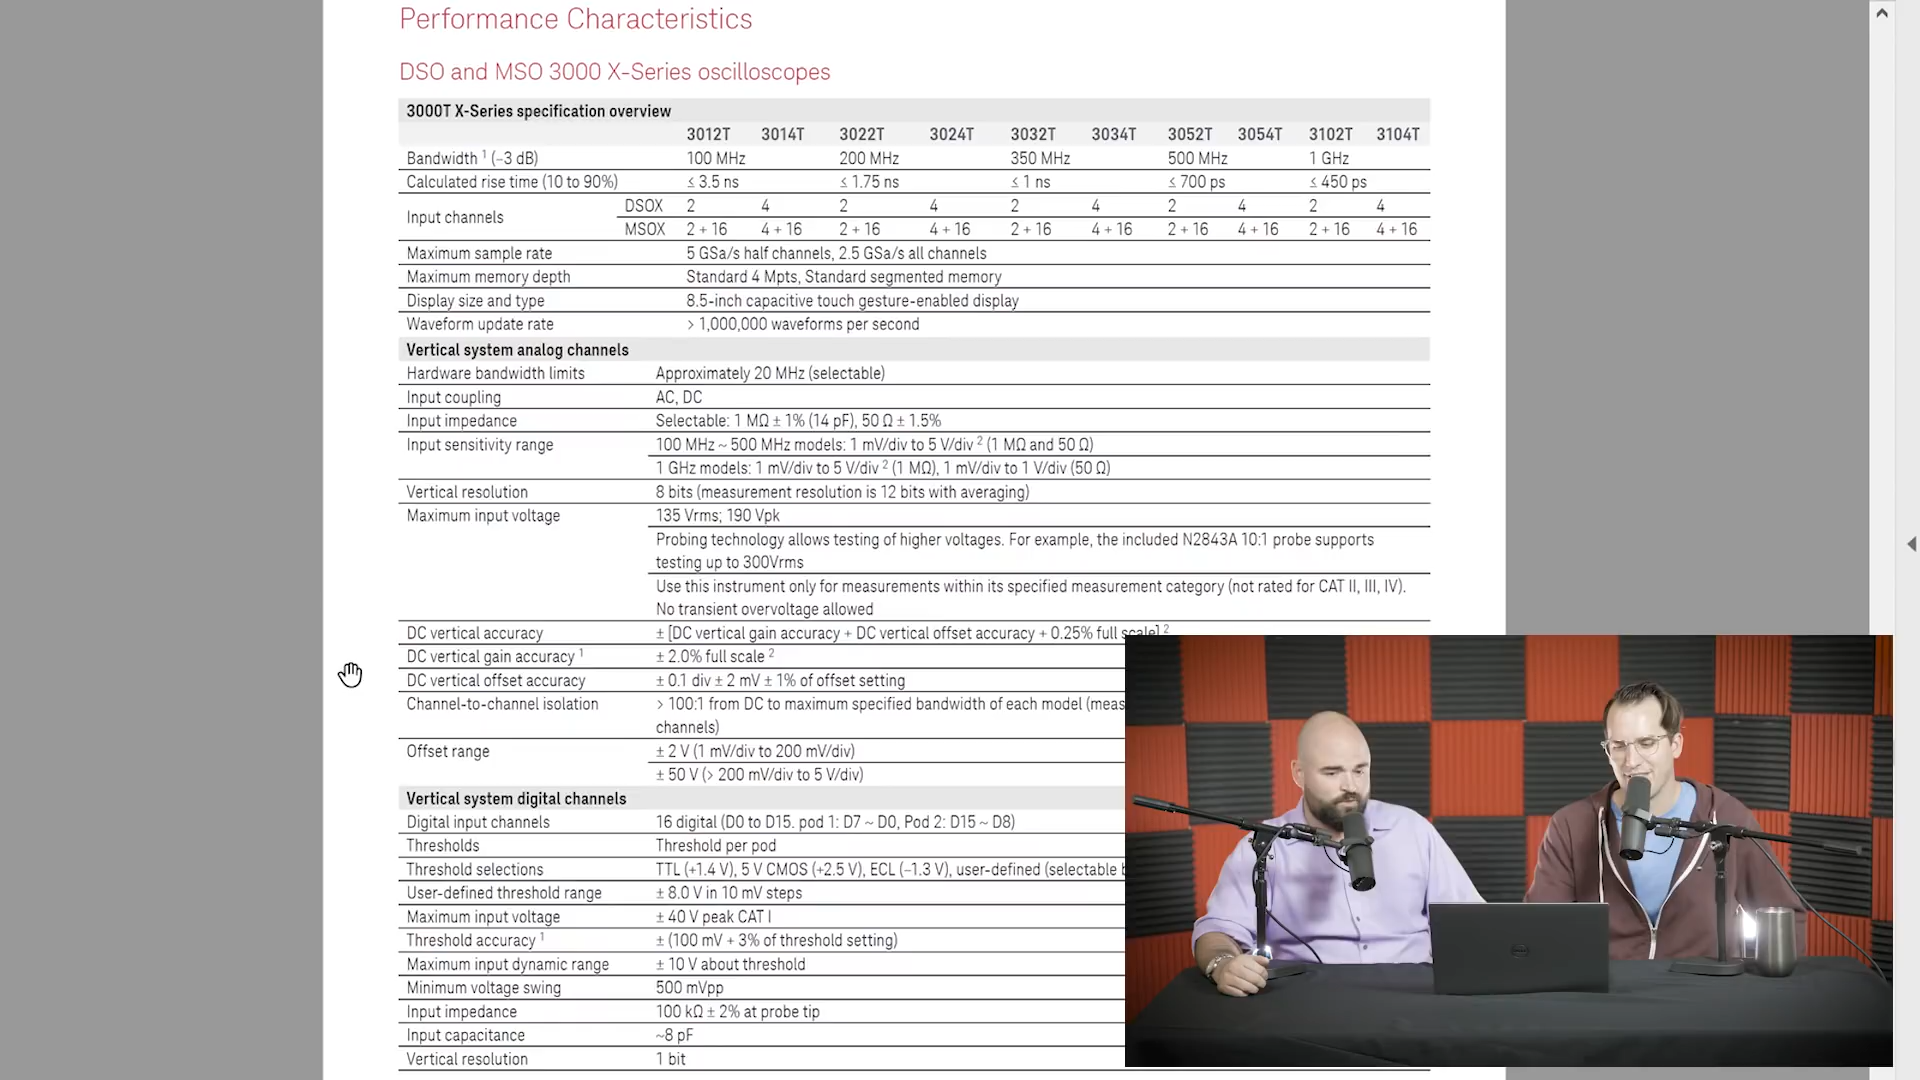 Performance Characteristics
DSO and MSO 3000 X-Series oscilloscopes
3000T X-Series specification overview
3012T 3014T 3022T 3024T 3032T 3034T 3052T 3054T 3102T 3104T
Bandwidth ¹ (–3 dB) 100 MHz 200 MHz 350 MHz 500 MHz 1 GHz
Calculated rise time (10 to 90%) ≤ 3.5 ns ≤ 1.75 ns ≤ 1 ns ≤ 700 ps ≤ 450 ps
Input channels DSOX 2 4 2 4 2 4 2 4 2 4
MSOX 2 + 16 4 + 16 2 + 16 4 + 16 2 + 16 4 + 16 2 + 16 4 + 16 2 + 16 4 + 16
Maximum sample rate 5 GSa/s half channels, 2.5 GSa/s all channels
Maximum memory depth Standard 4 Mpts, Standard segmented memory
Display size and type 8.5-inch capacitive touch gesture-enabled display
Waveform update rate > 1,000,000 waveforms per second
Vertical system analog channels
Hardware bandwidth limits Approximately 20 MHz (selectable)
Input coupling AC, DC
Input impedance Selectable: 1 MΩ ± 1% (14 pF), 50 Ω ± 1.5%
Input sensitivity range 100 MHz ~ 500 MHz models: 1 mV/div to 5 V/div ² (1 MΩ and 50 Ω)
1 GHz models: 1 mV/div to 5 V/div ² (1 MΩ), 1 mV/div to 1 V/div (50 Ω)
Vertical resolution 8 bits (measurement resolution is 12 bits with averaging)
Maximum input voltage 135 Vrms; 190 Vpk
Probing technology allows testing of higher voltages. For example, the included N2843A 10:1 probe supports
testing up to 300Vrms
Use this instrument only for measurements within its specified measurement category (not rated for CAT II, III, IV).
No transient overvoltage allowed
DC vertical accuracy ± [DC vertical gain accuracy + DC vertical offset accuracy + 0.25% full scale] ²
DC vertical gain accuracy ¹ ± 2.0% full scale ²
DC vertical offset accuracy ± 0.1 div ± 2 mV ± 1% of offset setting
Channel-to-channel isolation > 100:1 from DC to maximum specified bandwidth of each model (meas
channels)
Offset range ± 2 V (1 mV/div to 200 mV/div)
± 50 V (> 200 mV/div to 5 V/div)
Vertical system digital channels
Digital input channels 16 digital (D0 to D15. pod 1: D7 ~ D0, Pod 2: D15 ~ D8)
Thresholds Threshold per pod
Threshold selections TTL (+1.4 V), 5 V CMOS (+2.5 V), ECL (–1.3 V), user-defined (selectable
User-defined threshold range ± 8.0 V in 10 mV steps
Maximum input voltage ± 40 V peak CAT I
Threshold accuracy ¹ ± (100 mV + 3% of threshold setting)
Maximum input dynamic range ± 10 V about threshold
Minimum voltage swing 500 mVpp
Input impedance 100 kΩ ± 2% at probe tip
Input capacitance ~8 pF
Vertical resolution 1 bit